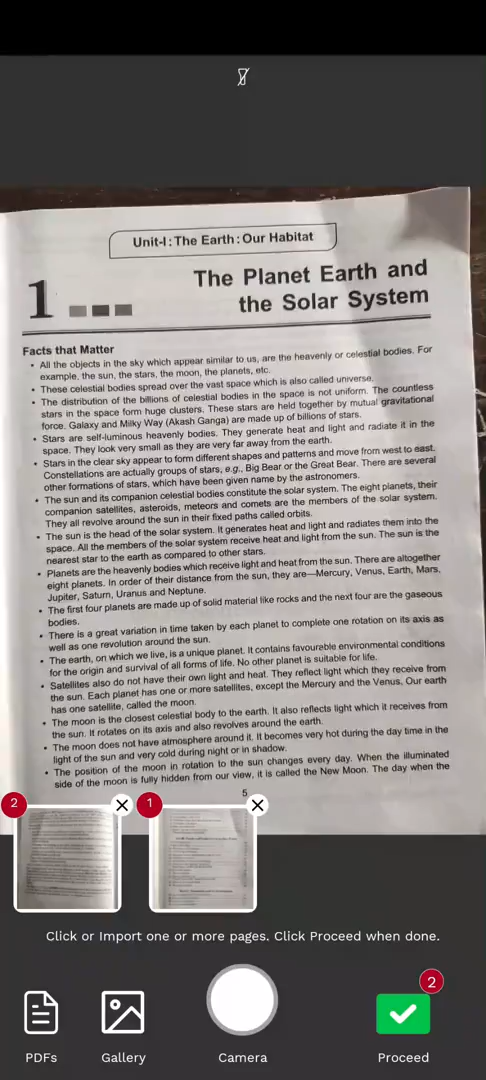 Unit-I : The Earth : Our Habitat
1
The Planet Earth and
the Solar System
Facts that Matter
• All the objects in the sky which appear similar to us, are the heavenly or celestial bodies. For
example, the sun, the stars, the moon, the planets, etc.
• These celestial bodies spread over the vast space which is also called universe.
• The distribution of the billions of celestial bodies in the space is not uniform. The countless
stars in the space form huge clusters. These stars are held together by mutual gravitational
force. Galaxy and Milky Way (Akash Ganga) are made up of billions of stars.
• Stars are self-luminous heavenly bodies. They generate heat and light and radiate it in the
space. They look very small as they are very far away from the earth.
• Stars in the clear sky appear to form different shapes and patterns and move from west to east.
Constellations are actually groups of stars, e.g., Big Bear or the Great Bear. There are several
other formations of stars, which have been given name by the astronomers.
• The sun and its companion celestial bodies constitute the solar system. The eight planets, their
companion satellites, asteroids, meteors and comets are the members of the solar system.
They all revolve around the sun in their fixed paths called orbits.
• The sun is the head of the solar system. It generates heat and light and radiates them into the
space. All the members of the solar system receive heat and light from the sun. The sun is the
nearest star to the earth as compared to other stars.
• Planets are the heavenly bodies which receive light and heat from the sun. There are altogether
eight planets. In order of their distance from the sun, they are—Mercury, Venus, Earth, Mars,
Jupiter, Saturn, Uranus and Neptune.
• The first four planets are made up of solid material like rocks and the next four are the gaseous
bodies.
• There is a great variation in time taken by each planet to complete one rotation on its axis as
well as one revolution around the sun.
• The earth, on which we live, is a unique planet. It contains favourable environmental conditions
for the origin and survival of all forms of life. No other planet is suitable for life.
• Satellites also do not have their own light and heat. They reflect light which they receive from
the sun. Each planet has one or more satellites, except the Mercury and the Venus, Our earth
has one satellite, called the moon.
• The moon is the closest celestial body to the earth. It also reflects light which it receives from
the sun. It rotates on its axis and also revolves around the earth.
• The moon does not have atmosphere around it. It becomes very hot during the day time in the
light of the sun and very cold during night or in shadow.
• The position of the moon in rotation to the sun changes every day. When the illuminated
side of the moon is fully hidden from our view, it is called the New Moon. The day when the
5
2
1
Click or Import one or more pages. Click Proceed when done.
2
PDFs
Gallery
Camera
Proceed